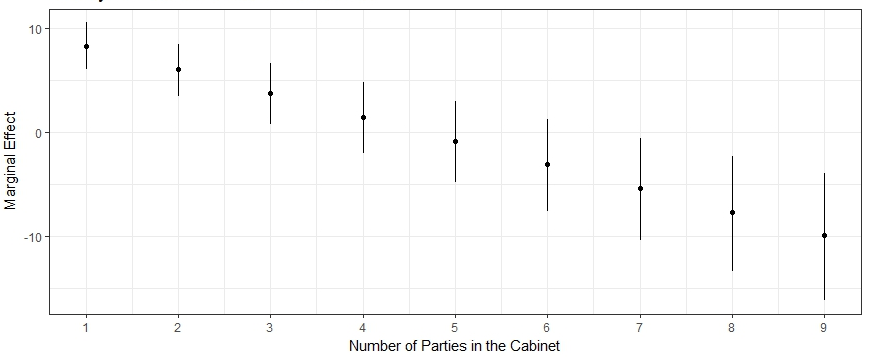 10
0
-10
Marginal Effect
1 2 3 4 5 6 7 8 9
Number of Parties in the Cabinet